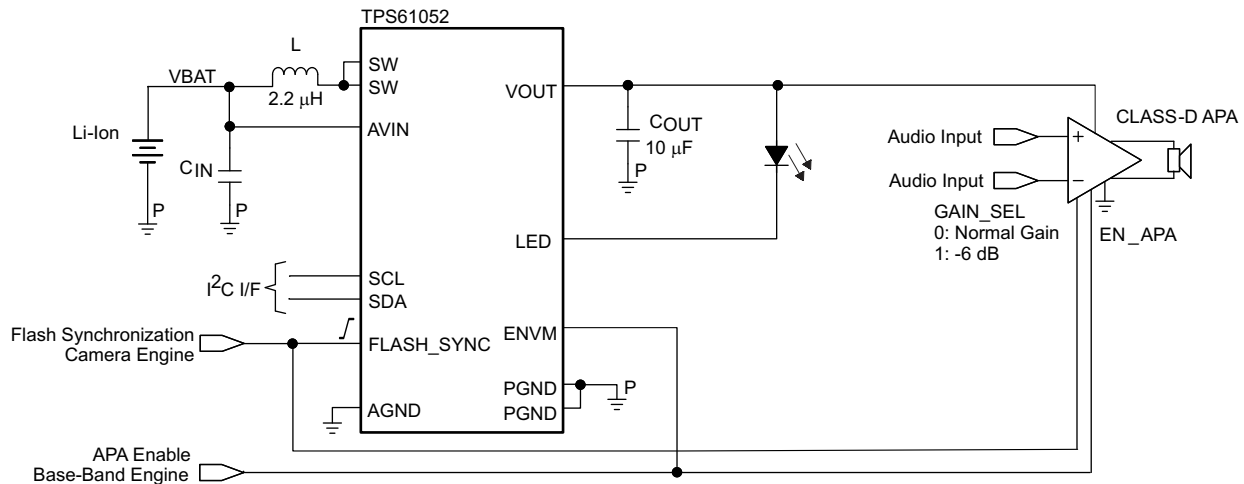 TPS61052
L
2.2 μH
VBAT
SW
SW
AVIN
Li-Ion
CIN
P
P
VOUT
COUT
10 μF
P
CLASS-D APA
Audio Input
+
Audio Input
−
GAIN_SEL
0: Normal Gain
1: -6 dB
EN_APA
LED
I2C I/F
SCL
SDA
Flash Synchronization
Camera Engine
FLASH_SYNC
ENVM
PGND
P
PGND
AGND
APA Enable
Base-Band Engine